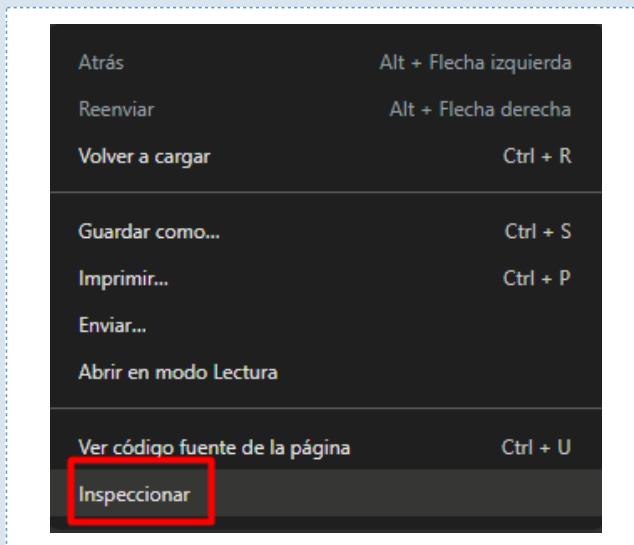 Atrás Alt + Flecha izquierda
Reenviar Alt + Flecha derecha
Volver a cargar Ctrl + R
Guardar como... Ctrl + S
Imprimir... Ctrl + P
Enviar...
Abrir en modo Lectura
Ver código fuente de la página Ctrl + U
Inspeccionar